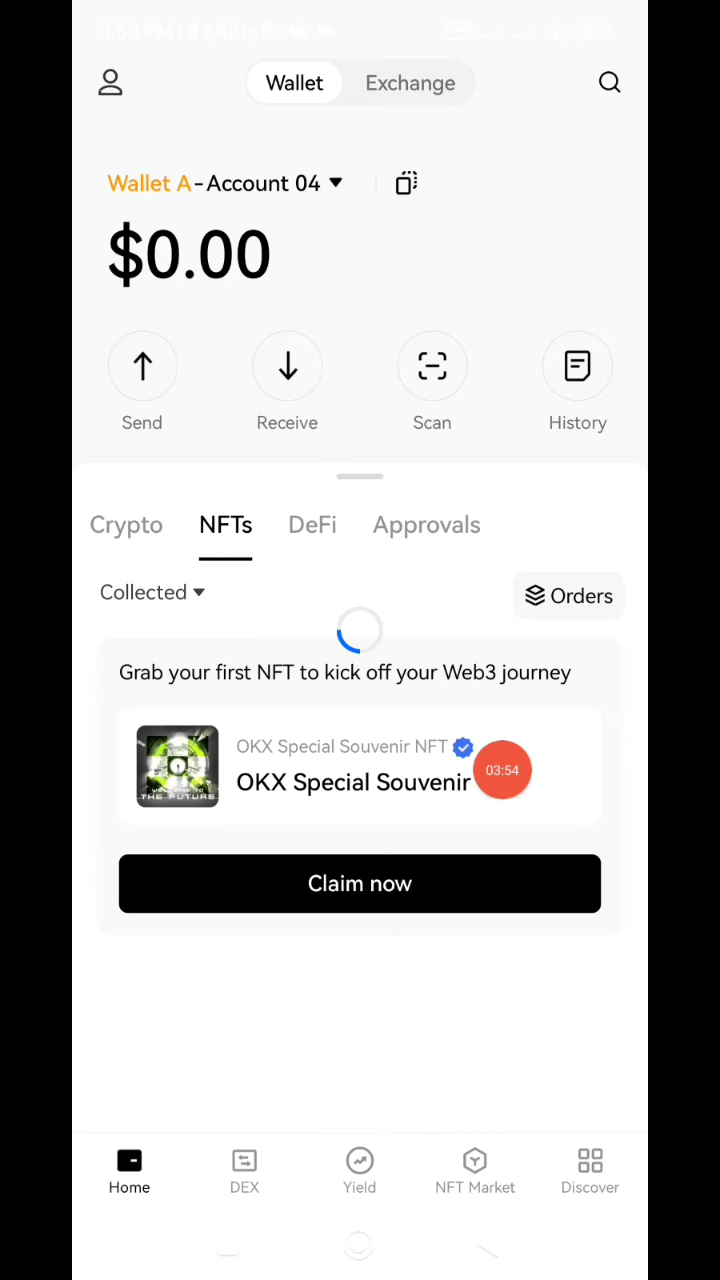 Wallet Exchange
Wallet A - Account 04
$0.00
Send Receive Scan History
Crypto NFTs DeFi Approvals
Collected Orders
Grab your first NFT to kick off your Web3 journey
OKX Special Souvenir NFT
OKX Special Souvenir
03:54
THE FUTURE
Claim now
Home DEX Yield NFT Market Discover